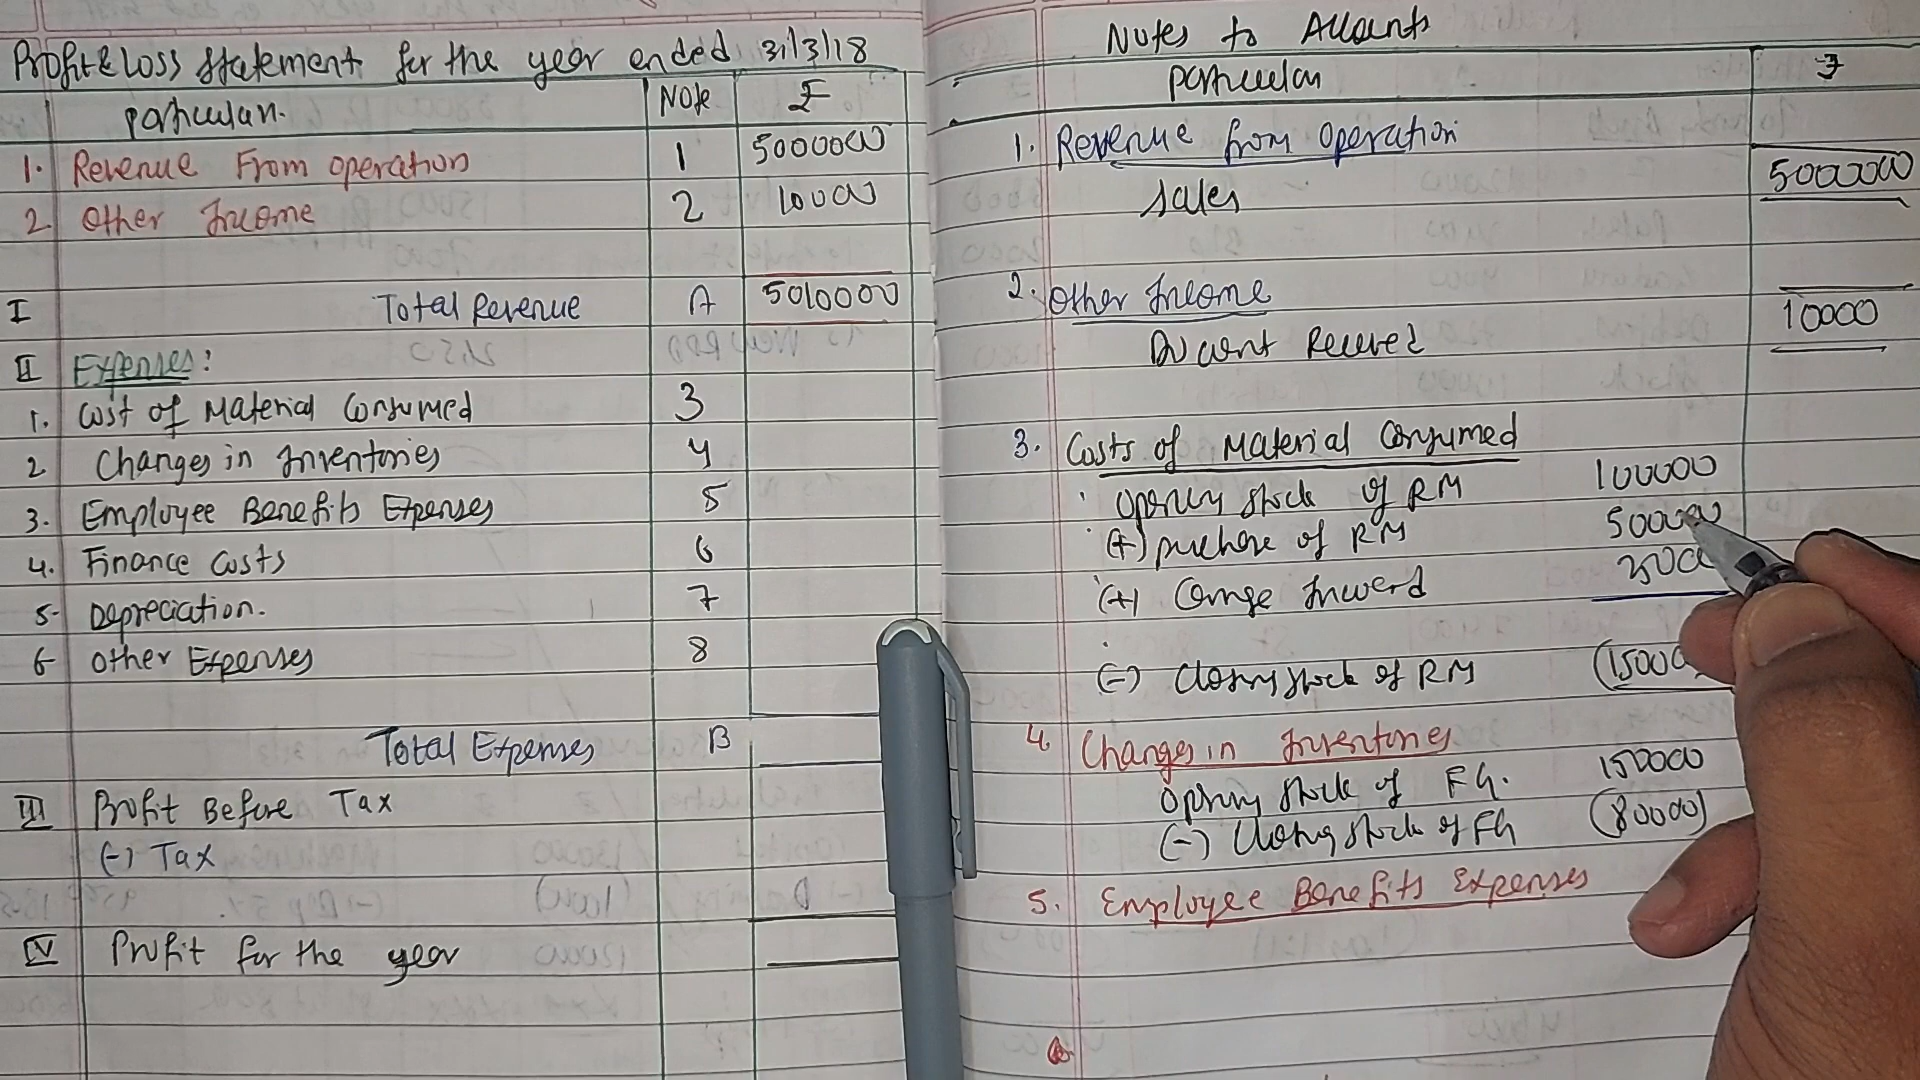 Profit & Loss Statement for the year ended 31/3/18
Particulars. Note ₹
1. Revenue From operation 1 5000000
2. Other Income 2 10000
I Total Revenue A 5010000
II Expenses:
1. Cost of Material Consumed 3
2 Changes in Inventories 4
3. Employee Benefits Expenses 5
4. Finance Costs 6
5- Depreciation. 7
6- Other Expenses 8
Total Expenses B
III Profit Before Tax
(-) Tax
IV Profit for the year
Notes to Accounts
Particulars ₹
1. Revenue from operation
Sales 5000000
2. Other Income
Discount Received 10000
3. Costs of Material Consumed
Opening Stock of RM 100000
(+) purchase of RM
(+) Carriage Inward
(-) Closing stock of RM
4. Changes in Inventories
Opening Stock of FG. 150000
(-) Closing stock of FG (80000)
5. Employee Benefits Expenses